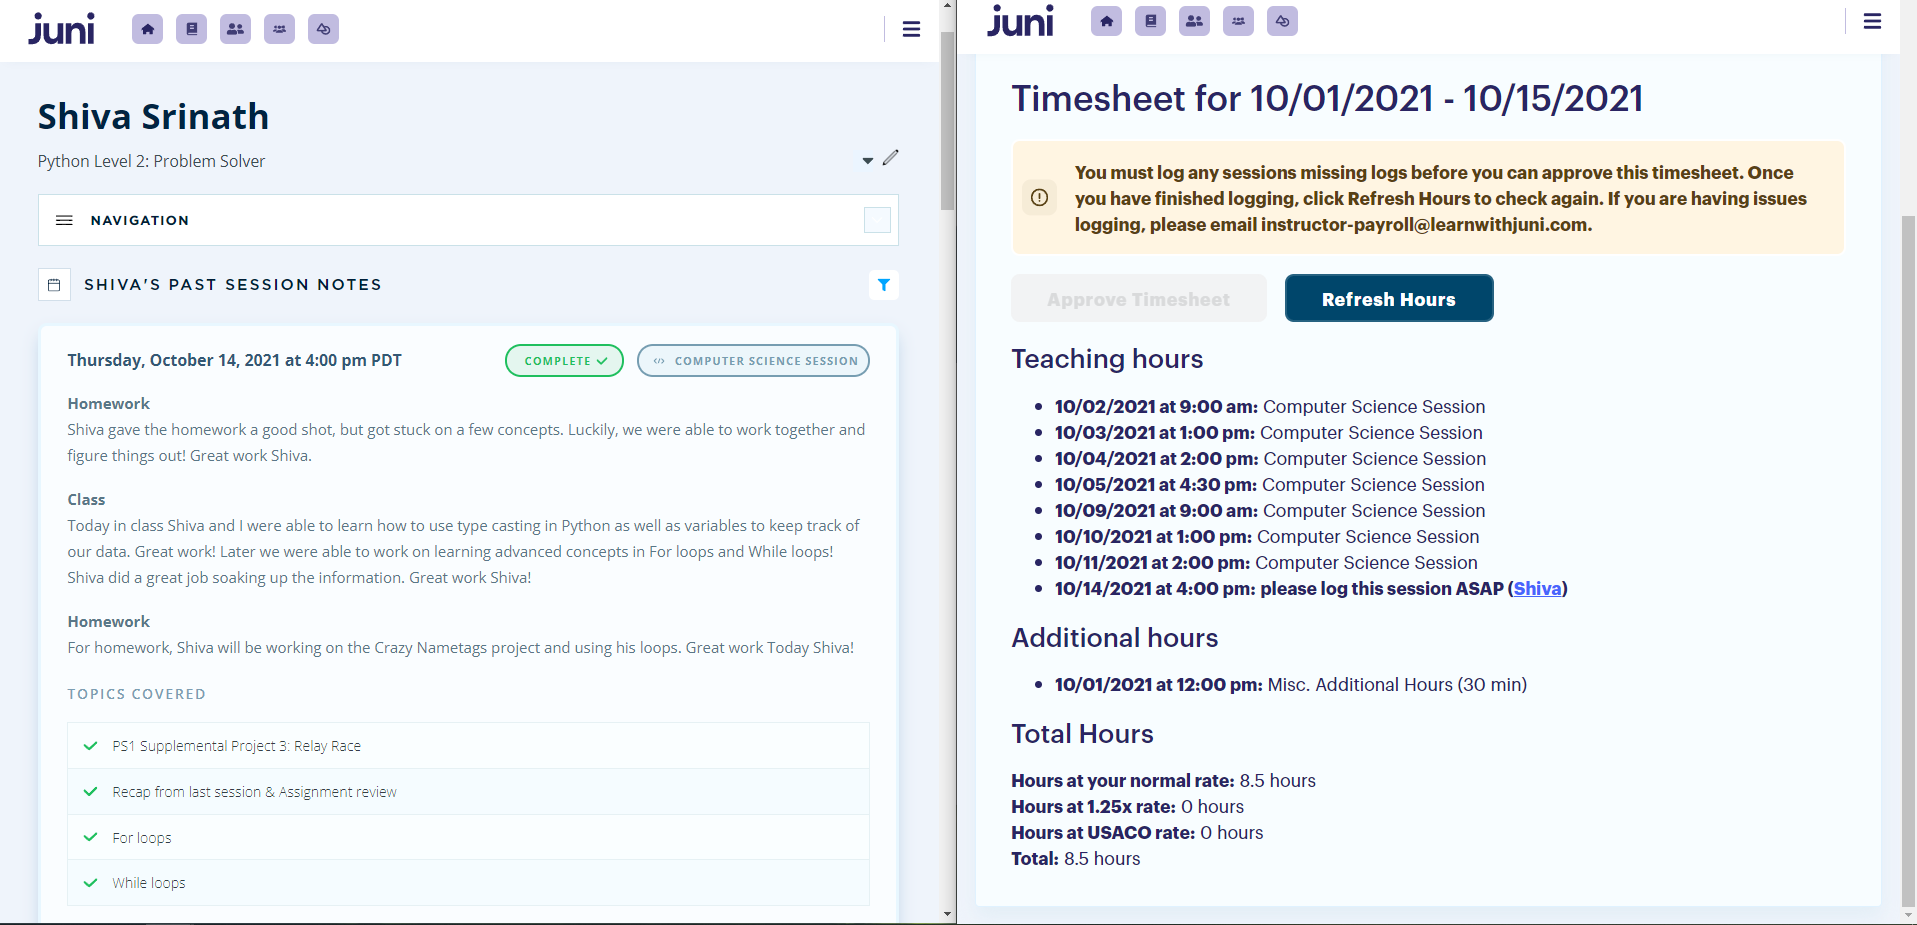 juni
Shiva Srinath
Python Level 2: Problem Solver
NAVIGATION
SHIVA'S PAST SESSION NOTES
Thursday, October 14, 2021 at 4:00 pm PDT
COMPLETE
COMPUTER SCIENCE SESSION
Homework
Shiva gave the homework a good shot, but got stuck on a few concepts. Luckily, we were able to work together and
figure things out! Great work Shiva.
Class
Today in class Shiva and I were able to learn how to use type casting in Python as well as variables to keep track of
our data. Great work! Later we were able to work on learning advanced concepts in For loops and While loops!
Shiva did a great job soaking up the information. Great work Shiva!
Homework
For homework, Shiva will be working on the Crazy Nametags project and using his loops. Great work Today Shiva!
TOPICS COVERED
PS1 Supplemental Project 3: Relay Race
Recap from last session & Assignment review
For loops
While loops
juni
Timesheet for 10/01/2021 - 10/15/2021
You must log any sessions missing logs before you can approve this timesheet. Once
you have finished logging, click Refresh Hours to check again. If you are having issues
logging, please email instructor-payroll@learnwithjuni.com.
Approve Timesheet
Refresh Hours
Teaching hours
10/02/2021 at 9:00 am: Computer Science Session
10/03/2021 at 1:00 pm: Computer Science Session
10/04/2021 at 2:00 pm: Computer Science Session
10/05/2021 at 4:30 pm: Computer Science Session
10/09/2021 at 9:00 am: Computer Science Session
10/10/2021 at 1:00 pm: Computer Science Session
10/11/2021 at 2:00 pm: Computer Science Session
10/14/2021 at 4:00 pm: please log this session ASAP (Shiva)
Additional hours
10/01/2021 at 12:00 pm: Misc. Additional Hours (30 min)
Total Hours
Hours at your normal rate: 8.5 hours
Hours at 1.25x rate: 0 hours
Hours at USACO rate: 0 hours
Total: 8.5 hours